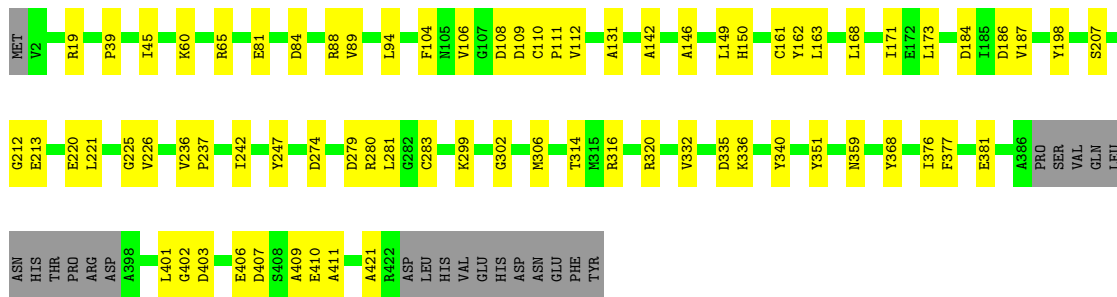 MET V2 R19 P39 I45 K60 R65 E81 D84 R88 V89 L94 F104 N105 V106 G107 D108 D109 C110 P111 V112 A131 A142 A146 L149 H150 C161 Y162 L163 L168 I171 E172 L173 D184 I185 D186 V187 Y198 S207
G212 E213 E220 L221 G225 V226 V236 P237 I242 Y247 D274 D279 R280 L281 G282 C283 K299 G302 M306 T314 M315 R316 R320 V332 D335 K336 Y340 Y351 N359 Y368 I376 F377 E381 A386 PRO SER VAL GLN LEU
ASN HIS THR PRO ARG ASP A398 L401 G402 D403 E406 D407 S408 A409 E410 A411 A421 R422 ASP LEU HIS VAL GLU HIS ASP ASN GLU PHE TYR